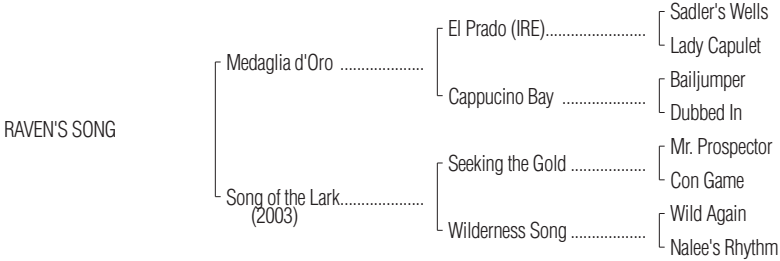 Sadler's Wells
El Prado (IRE)........................
Lady Capulet
Medaglia d'Oro ....................
Bailjumper
Cappucino Bay ....................
Dubbed In
RAVEN'S SONG
Mr. Prospector
Seeking the Gold ..................
Con Game
Song of the Lark....................
(2003)
Wild Again
Wilderness Song ..................
Nalee's Rhythm